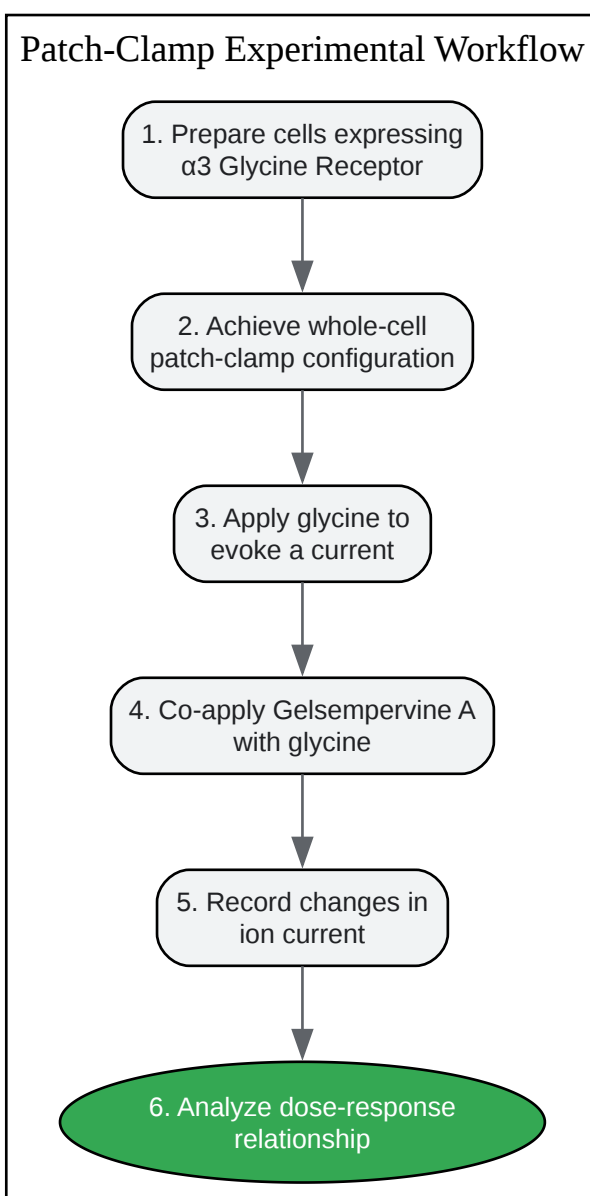 Patch-Clamp Experimental Workflow
1. Prepare cells expressing
α3 Glycine Receptor
2. Achieve whole-cell
patch-clamp configuration
3. Apply glycine to
evoke a current
4. Co-apply Gelsempervine A
with glycine
5. Record changes in
ion current
6. Analyze dose-response
relationship